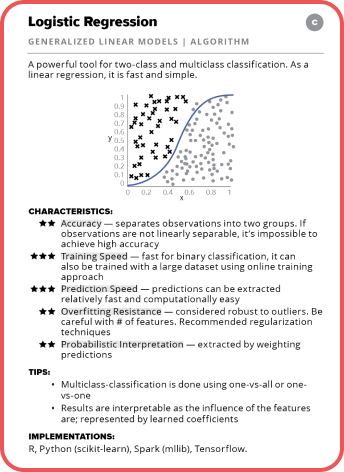 Logistic Regression
C
GENERALIZED LINEAR MODELS | ALGORITHM
A powerful tool for two-class and multiclass classification. As a
linear regression, it is fast and simple.
1
0.9
0.8
0.7
0.6
y
0.5
0.4
0.3
0.2
0.1
0
0 0.2 0.4 0.6 0.8 1
x
CHARACTERISTICS:
★★ Accuracy — separates observations into two groups. If
observations are not linearly separable, it's impossible to
achieve high accuracy
★★★ Training Speed — fast for binary classification, it can
also be trained with a large dataset using online training
approach
★★★ Prediction Speed — predictions can be extracted
relatively fast and computationally easy
★★ Overfitting Resistance — considered robust to outliers. Be
careful with # of features. Recommended regularization
techniques
★★ Probabilistic Interpretation — extracted by weighting
predictions
TIPS:
• Multiclass-classification is done using one-vs-all or one-
vs-one
• Results are interpretable as the influence of the features
are; represented by learned coefficients
IMPLEMENTATIONS:
R, Python (scikit-learn), Spark (mllib), Tensorflow.